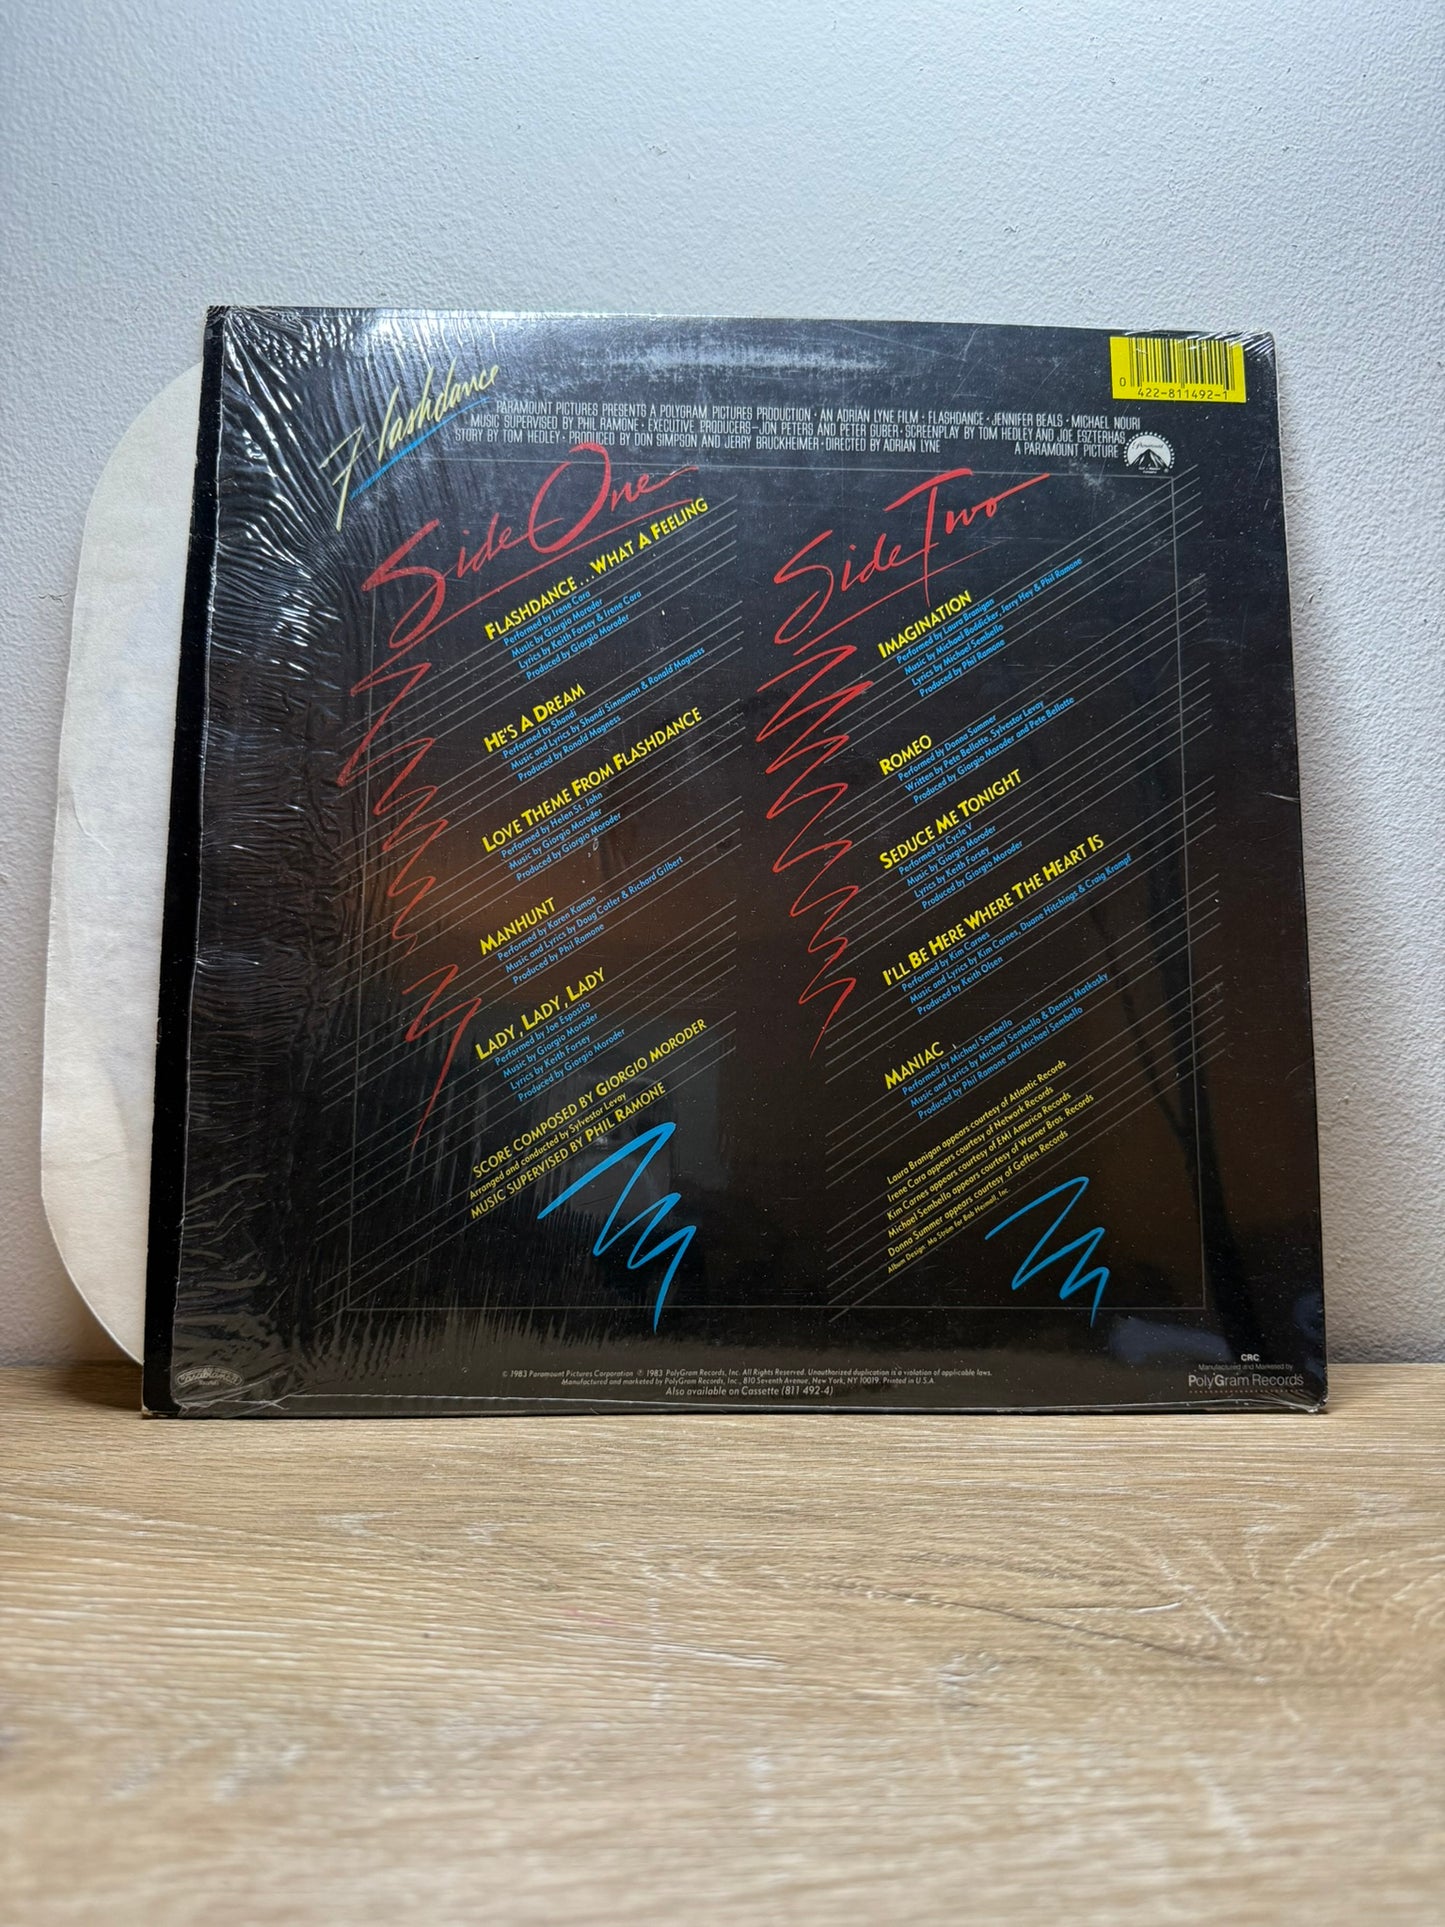 Flashdance
0 422-811492-1
PARAMOUNT PICTURES PRESENTS A POLYGRAM PICTURES PRODUCTION · AN ADRIAN LYNE FILM · FLASHDANCE · JENNIFER BEALS · MICHAEL NOURI
MUSIC SUPERVISED BY PHIL RAMONE · EXECUTIVE PRODUCERS—JON PETERS AND PETER GUBER · SCREENPLAY BY TOM HEDLEY AND JOE ESZTERHAS
STORY BY TOM HEDLEY · PRODUCED BY DON SIMPSON AND JERRY BRUCKHEIMER · DIRECTED BY ADRIAN LYNE
A PARAMOUNT PICTURE
Paramount
Side One
FLASHDANCE...WHAT A FEELING
Performed by Irene Cara
Music by Giorgio Moroder
Lyrics by Keith Forsey & Irene Cara
Produced by Giorgio Moroder
HE'S A DREAM
Performed by Shandi
Music and Lyrics by Shandi Sinnamon & Ronald Magness
Produced by Ronald Magness
LOVE THEME FROM FLASHDANCE
Performed by Helen St. John
Music by Giorgio Moroder
Produced by Giorgio Moroder
MANHUNT
Performed by Karen Kamon
Music and Lyrics by Doug Cotler & Richard Gilbert
Produced by Phil Ramone
LADY, LADY, LADY
Performed by Joe Esposito
Music by Giorgio Moroder
Lyrics by Keith Forsey
Produced by Giorgio Moroder
SCORE COMPOSED BY GIORGIO MORODER
Arranged and conducted by Sylvester Levay
MUSIC SUPERVISED BY PHIL RAMONE
Side Two
IMAGINATION
Performed by Laura Branigan
Music by Michael Boddicker, Jerry Hey & Phil Ramone
Lyrics by Michael Sembello
Produced by Phil Ramone
ROMEO
Performed by Donna Summer
Written by Pete Bellotte, Sylvester Levay
Produced by Giorgio Moroder and Pete Bellotte
SEDUCE ME TONIGHT
Performed by Cycle V
Music by Giorgio Moroder
Lyrics by Keith Forsey
Produced by Giorgio Moroder
I'LL BE HERE WHERE THE HEART IS
Performed by Kim Carnes
Music and Lyrics by Kim Carnes, Duane Hitchings & Craig Krampf
Produced by Keith Olsen
MANIAC
Performed by Michael Sembello
Music and Lyrics by Michael Sembello & Dennis Matkosky
Produced by Phil Ramone and Michael Sembello
Laura Branigan appears courtesy of Atlantic Records
Irene Cara appears courtesy of Network Records
Kim Carnes appears courtesy of EMI America Records
Michael Sembello appears courtesy of Warner Bros. Records
Donna Summer appears courtesy of Geffen Records
Album Design: Mo Ström for Bob Heimall, Inc.
Casablanca
© 1983 Paramount Pictures Corporation ℗ 1983 PolyGram Records, Inc. All Rights Reserved. Unauthorized duplication is a violation of applicable laws.
Manufactured and marketed by PolyGram Records, Inc., 810 Seventh Avenue, New York, NY 10019. Printed in U.S.A.
Also available on Cassette (811 492-4)
CRC
Manufactured and Marketed by
PolyGram Records